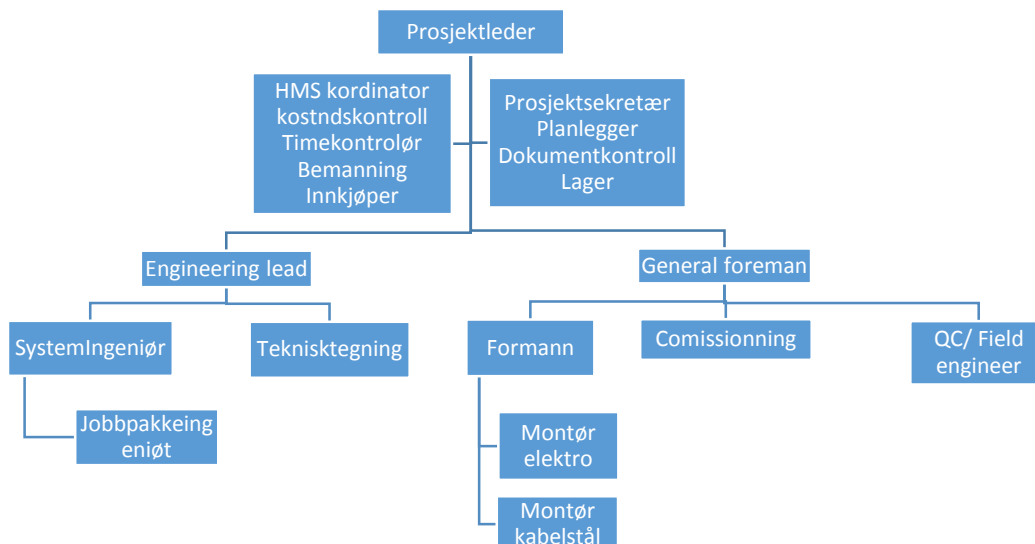 Prosjektleder
HMS kordinator
kostndskontroll
Timekontrolør
Bemanning
Innkjøper
Prosjektsekretær
Planlegger
Dokumentkontroll
Lager
Engineering lead
General foreman
SystemIngeniør
Teknisktegning
Formann
Comissionning
QC/ Field
engineer
Jobbpakkeing
eniøt
Montør
elektro
Montør
kabelstål